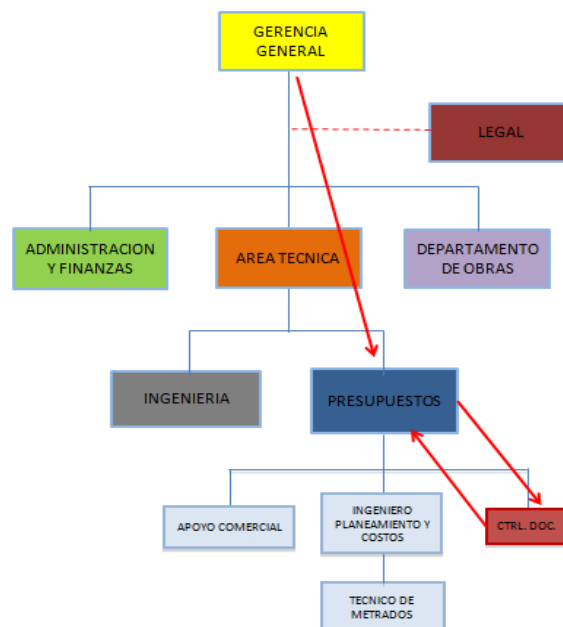 GERENCIA
GENERAL
LEGAL
ADMINISTRACION
Y FINANZAS
AREA TECNICA
DEPARTAMENTO
DE OBRAS
INGENIERIA
PRESUPUESTOS
APOYO COMERCIAL
INGENIERO
PLANEAMIENTO Y
COSTOS
CTRL. DOC.
TECNICO DE
METRADOS